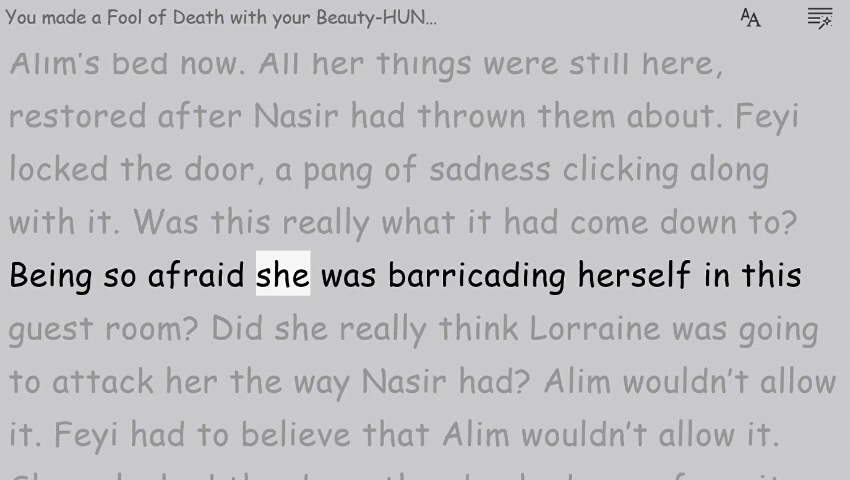 You made a Fool of Death with your Beauty-HUN...
AA
Alim's bed now. All her things were still here,
restored after Nasir had thrown them about. Feyi
locked the door, a pang of sadness clicking along
with it. Was this really what it had come down to?
Being so afraid she was barricading herself in this
guest room? Did she really think Lorraine was going
to attack her the way Nasir had? Alim wouldn't allow
it. Feyi had to believe that Alim wouldn't allow it.